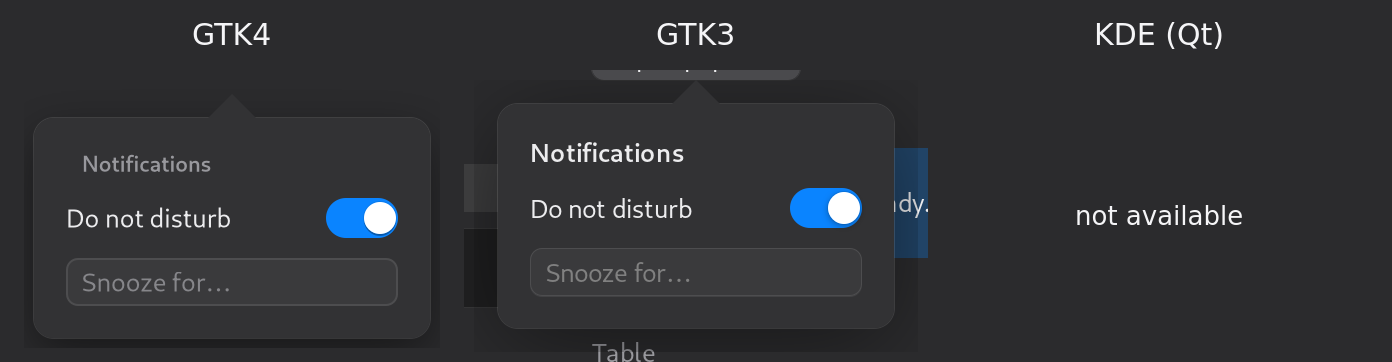 GTK4
GTK3
KDE (Qt)
Notifications
Do not disturb
Snooze for...
Notifications
Do not disturb
Snooze for...
dy.
Table
not available